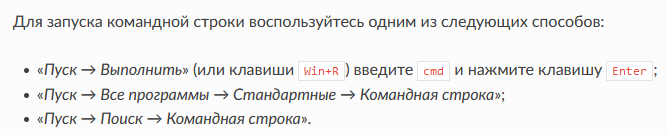 Для запуска командной строки воспользуйтесь одним из следующих способов:
• «Пуск → Выполнить» (или клавиши Win+R) введите cmd и нажмите клавишу Enter;
• «Пуск → Все программы → Стандартные → Командная строка»;
• «Пуск → Поиск → Командная строка».